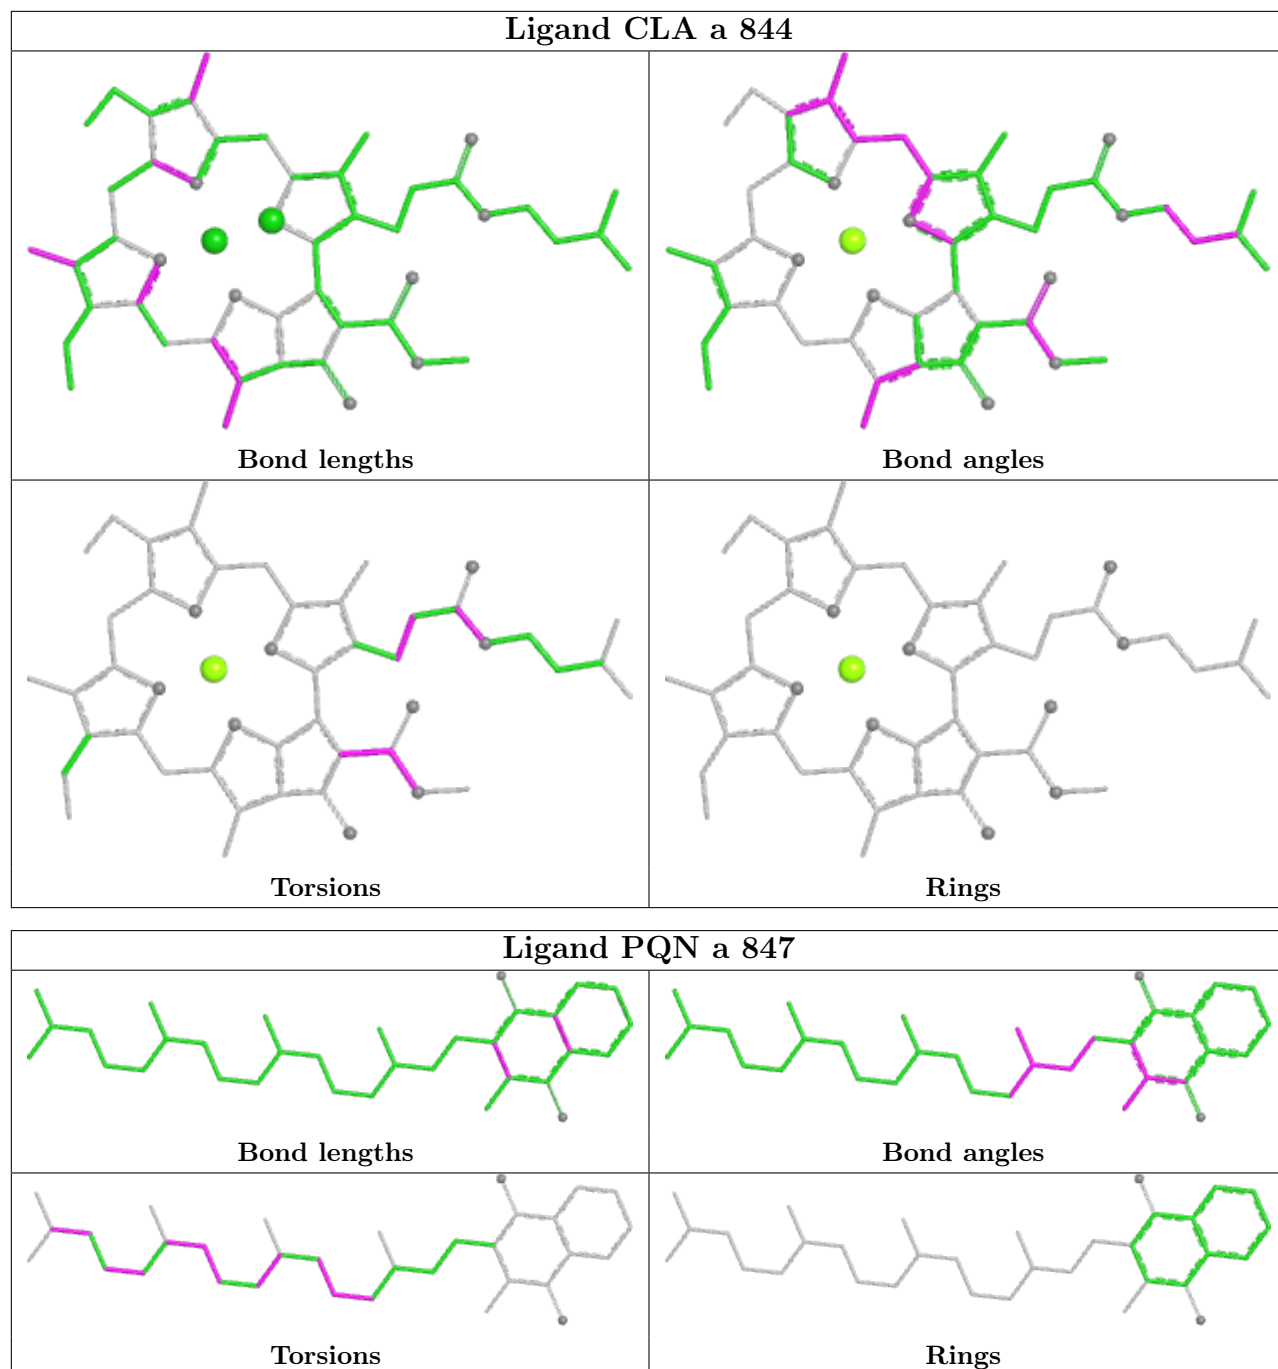 Ligand CLA a 844
Bond lengths
Bond angles
Torsions
Rings
Ligand PQN a 847
Bond lengths
Bond angles
Torsions
Rings